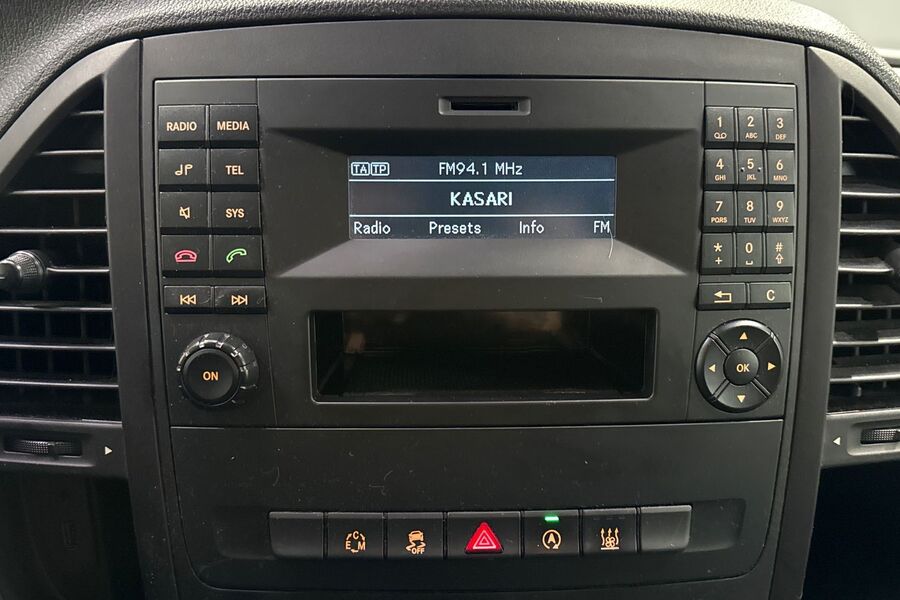 RADIO MEDIA
TEL
SYS
ON
TA TP FM94.1 MHz
KASARI
Radio Presets Info FM
1 2 ABC 3 DEF
4 GHI 5 JKL 6 MNO
7 PQRS 8 TUV 9 WXYZ
* + 0 #
C
OK
C
E M
OFF
A